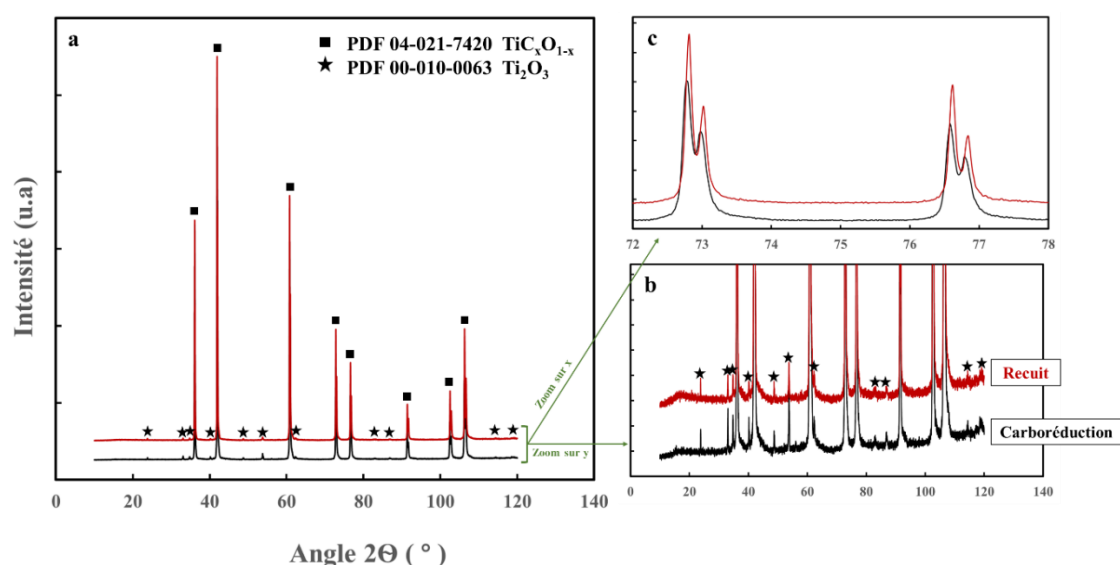 a
■ PDF 04-021-7420 TiCxO1-x
★ PDF 00-010-0063 Ti2O3
Intensité (u.a)
Zoom sur x
Zoom sur y
0 20 40 60 80 100 120 140
Angle 2Θ ( ° )
c
72 73 74 75 76 77 78
b
Recuit
Carboréduction
0 20 40 60 80 100 120 140